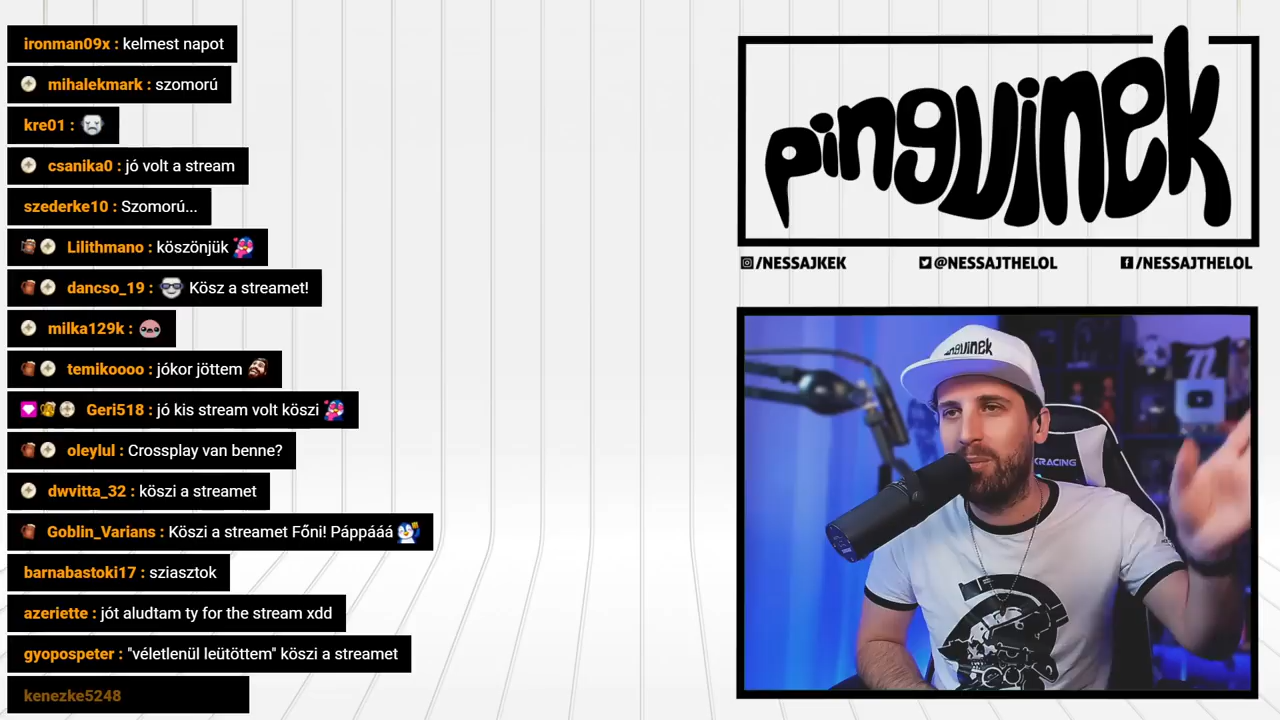 ironman09x : kelmest napot
mihalekmark : szomorú
kre01 :
csanika0 : jó volt a stream
szederke10 : Szomorú...
Lilithmano : köszönjük
dancso_19 : Kösz a streamet!
milka129k :
temikoooo : jókor jöttem
Geri518 : jó kis stream volt köszi
oleylul : Crossplay van benne?
dwvitta_32 : köszi a streamet
Goblin_Varians : Köszi a streamet Főni! Páppááá
barnabastoki17 : sziasztok
azeriette : jót aludtam ty for the stream xdd
gyopospeter : "véletlenül leütöttem" köszi a streamet
kenezke5248
pingvinek
/NESSAJKEK @NESSAJTHELOL /NESSAJTHELOL
pingvinek
KRACING